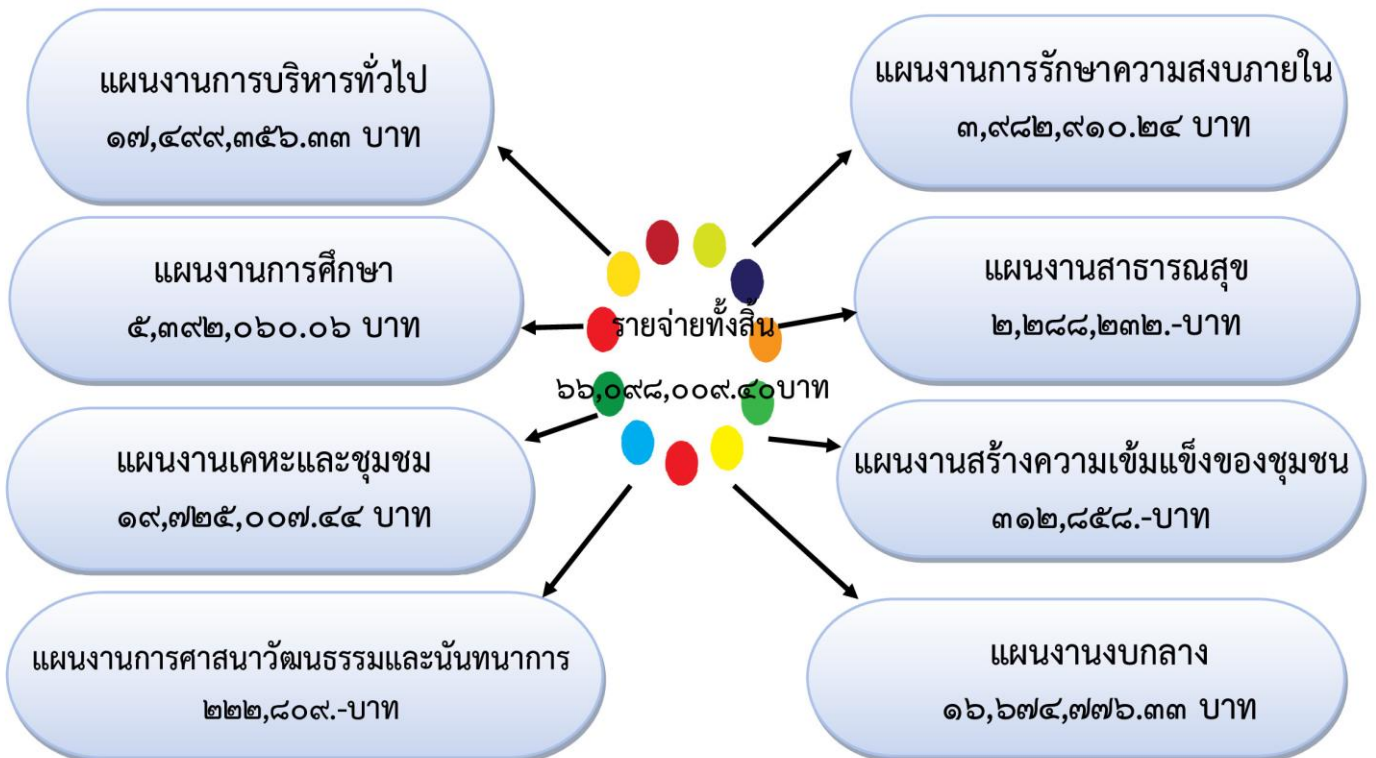 แผนงานการบริหารทั่วไป
๑๗,๔๙๙,๓๕๖.๓๓ บาท
แผนงานการรักษาความสงบภายใน
๓,๙๘๒,๙๑๐.๒๔ บาท
แผนงานการศึกษา
๕,๓๙๒,๐๖๐.๐๖ บาท
แผนงานสาธารณสุข
๒,๒๘๘,๒๓๒.-บาท
รายจ่ายทั้งสิ้น
๖๖,๐๙๘,๐๐๙.๔๐บาท
แผนงานเคหะและชุมชม
๑๙,๗๒๕,๐๐๗.๔๔ บาท
แผนงานสร้างความเข้มแข็งของชุมชน
๓๑๒,๘๕๘.-บาท
แผนงานการศาสนาวัฒนธรรมและนันทนาการ
๒๒๒,๘๐๙.-บาท
แผนงานงบกลาง
๑๖,๖๗๔,๗๗๖.๓๓ บาท